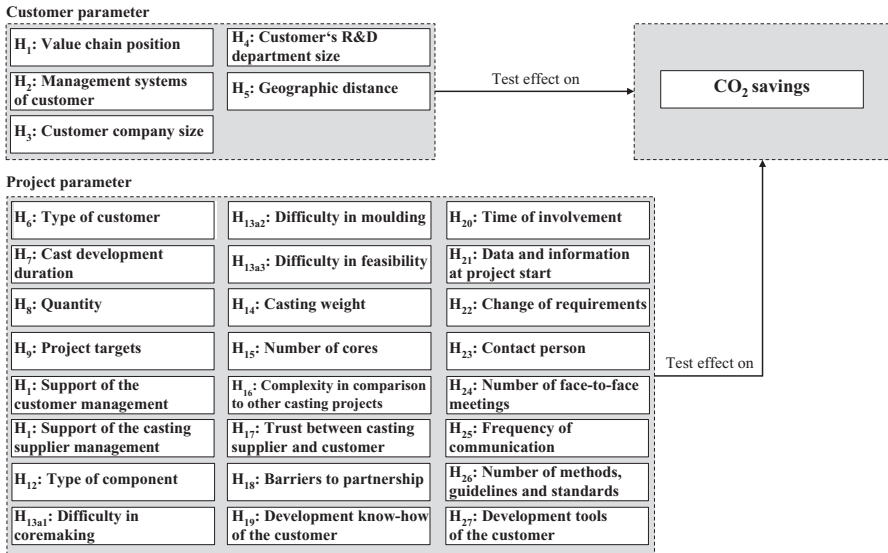 Customer parameter
H1: Value chain position
H2: Management systems
of customer
H3: Customer company size
H4: Customer‘s R&D
department size
H5: Geographic distance
Test effect on
CO2 savings
Project parameter
H6: Type of customer
H7: Cast development
duration
H8: Quantity
H9: Project targets
H1: Support of the
customer management
H1: Support of the casting
supplier management
H12: Type of component
H13a1: Difficulty in
coremaking
H13a2: Difficulty in moulding
H13a3: Difficulty in feasibility
H14: Casting weight
H15: Number of cores
H16: Complexity in comparison
to other casting projects
H17: Trust between casting
supplier and customer
H18: Barriers to partnership
H19: Development know-how
of the customer
H20: Time of involvement
H21: Data and information
at project start
H22: Change of requirements
H23: Contact person
H24: Number of face-to-face
meetings
H25: Frequency of
communication
H26: Number of methods,
guidelines and standards
H27: Development tools
of the customer
Test effect on